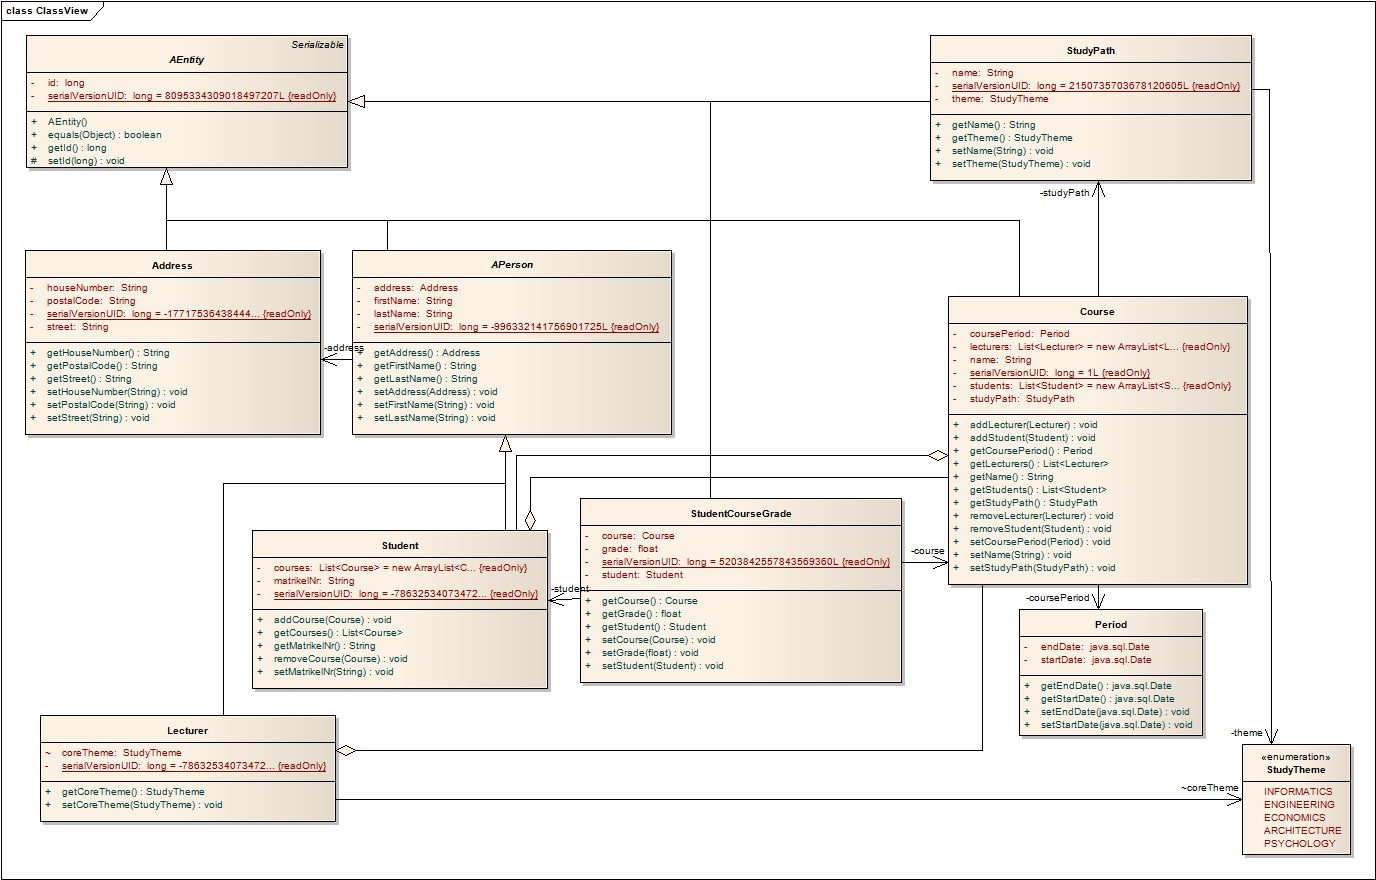 class ClassView
Serializable
AEntity
- id: long
- serialVersionUID: long = 8095334309018497207L {readOnly}
+ AEntity()
+ equals(Object) : boolean
+ getId() : long
# setId(long) : void
StudyPath
- name: String
- serialVersionUID: long = 2150735703678120605L {readOnly}
- theme: StudyTheme
+ getName() : String
+ getTheme() : StudyTheme
+ setName(String) : void
+ setTheme(StudyTheme) : void
-studyPath
Address
- houseNumber: String
- postalCode: String
- serialVersionUID: long = -17717536438444... {readOnly}
- street: String
+ getHouseNumber() : String
+ getPostalCode() : String
+ getStreet() : String
+ setHouseNumber(String) : void
+ setPostalCode(String) : void
+ setStreet(String) : void
-address
APerson
- address: Address
- firstName: String
- lastName: String
- serialVersionUID: long = -996332141756901725L {readOnly}
+ getAddress() : Address
+ getFirstName() : String
+ getLastName() : String
+ setAddress(Address) : void
+ setFirstName(String) : void
+ setLastName(String) : void
Course
- coursePeriod: Period
- lecturers: List<Lecturer> = new ArrayList<L... {readOnly}
- name: String
- serialVersionUID: long = 1L {readOnly}
- students: List<Student> = new ArrayList<S... {readOnly}
- studyPath: StudyPath
+ addLecturer(Lecturer) : void
+ addStudent(Student) : void
+ getCoursePeriod() : Period
+ getLecturers() : List<Lecturer>
+ getName() : String
+ getStudents() : List<Student>
+ getStudyPath() : StudyPath
+ removeLecturer(Lecturer) : void
+ removeStudent(Student) : void
+ setCoursePeriod(Period) : void
+ setName(String) : void
+ setStudyPath(StudyPath) : void
StudentCourseGrade
- course: Course
- grade: float
- serialVersionUID: long = 5203842557843569360L {readOnly}
- student: Student
+ getCourse() : Course
+ getGrade() : float
+ getStudent() : Student
+ setCourse(Course) : void
+ setGrade(float) : void
+ setStudent(Student) : void
-course
-student
Student
- courses: List<Course> = new ArrayList<C... {readOnly}
- matrikelNr: String
- serialVersionUID: long = -78632534073472... {readOnly}
+ addCourse(Course) : void
+ getCourses() : List<Course>
+ getMatrikelNr() : String
+ removeCourse(Course) : void
+ setMatrikelNr(String) : void
-coursePeriod
Period
- endDate: java.sql.Date
- startDate: java.sql.Date
+ getEndDate() : java.sql.Date
+ getStartDate() : java.sql.Date
+ setEndDate(java.sql.Date) : void
+ setStartDate(java.sql.Date) : void
Lecturer
~ coreTheme: StudyTheme
- serialVersionUID: long = -78632534073472... {readOnly}
+ getCoreTheme() : StudyTheme
+ setCoreTheme(StudyTheme) : void
-theme
~coreTheme
«enumeration»
StudyTheme
INFORMATICS
ENGINEERING
ECONOMICS
ARCHITECTURE
PSYCHOLOGY